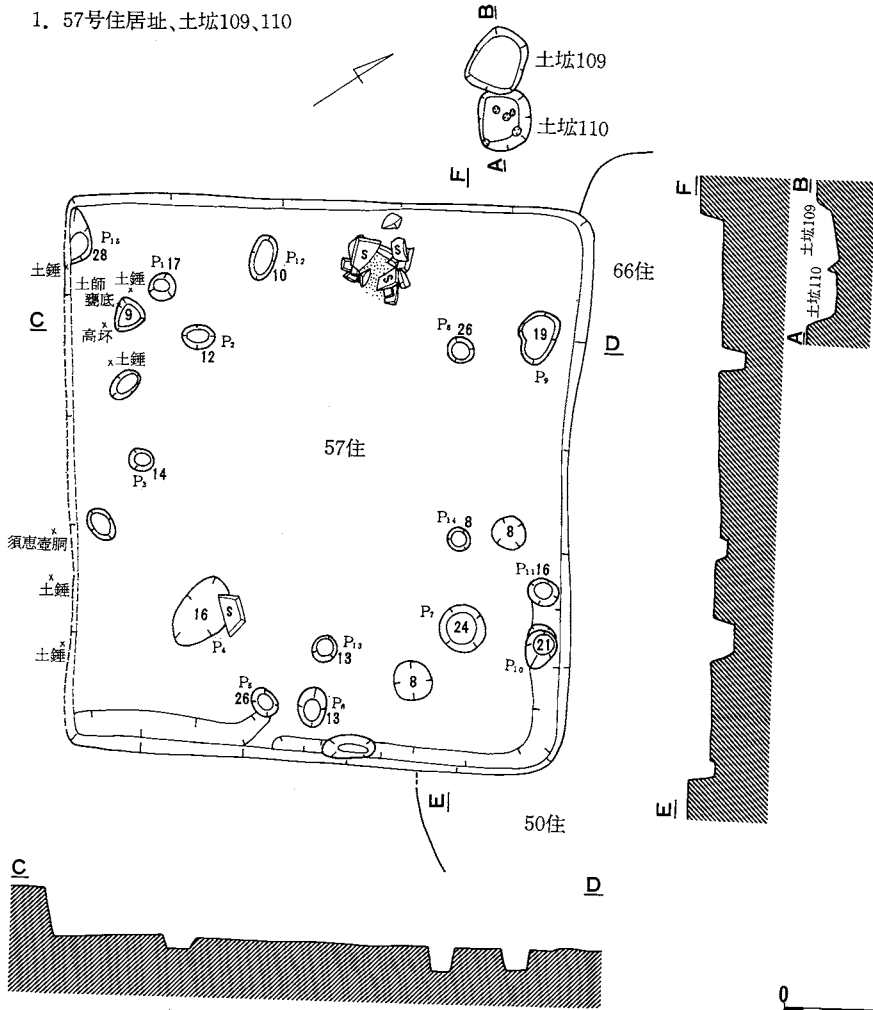 1. 57号住居址、土坑109、110
B
土坑109
土坑110
A
F
66住
F
B
土坑109
土坑110
A
P₁₅
28
土錘
P₁ 17
土錘
土師
甕底
9
高坏
C
P₁₂
10
S
S
S
P₂
12
土錘
P₈
26
19
P₉
D
57住
P₃
14
須恵壺胴
土錘
土錘
P₁₄
8
8
P₁₁ 16
16
S
P₄
P₇
24
21
P₁₀
P₁₃
13
8
P₅
26
P₆
13
E
50住
E
C
D
0